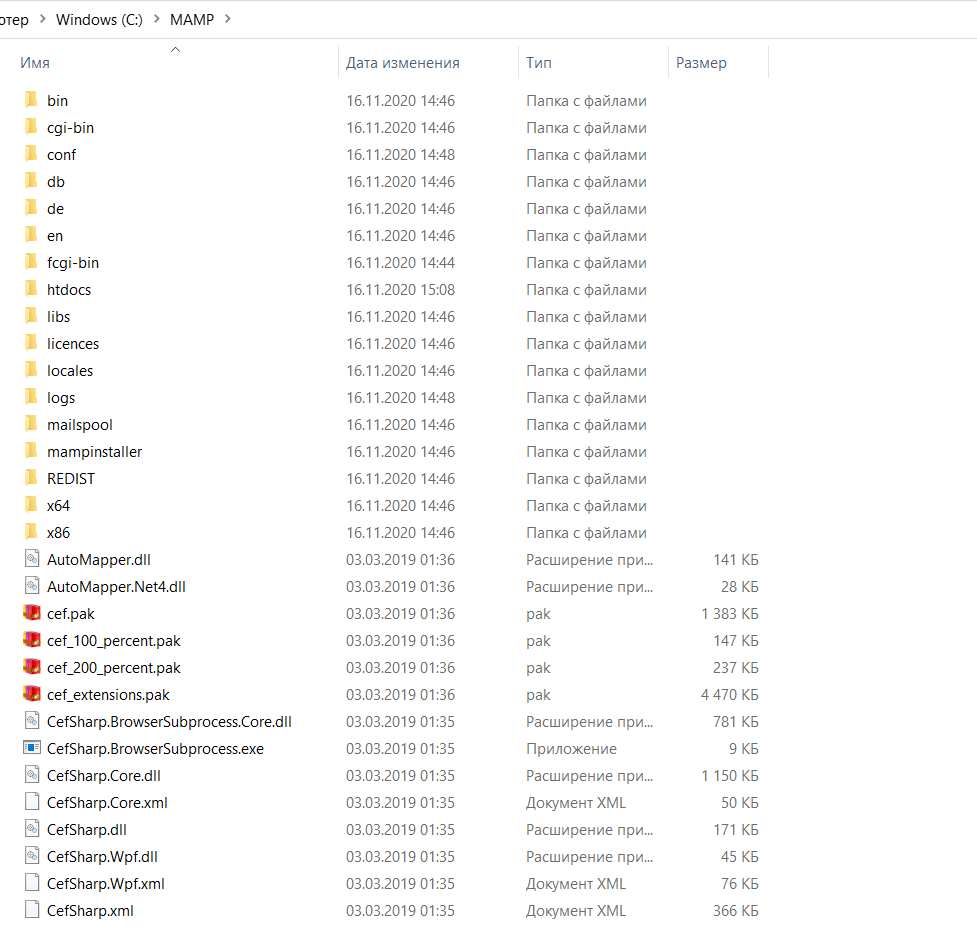 отер > Windows (C:) > MAMP >
Имя Дата изменения Тип Размер
bin 16.11.2020 14:46 Папка с файлами
cgi-bin 16.11.2020 14:46 Папка с файлами
conf 16.11.2020 14:48 Папка с файлами
db 16.11.2020 14:46 Папка с файлами
de 16.11.2020 14:46 Папка с файлами
en 16.11.2020 14:46 Папка с файлами
fcgi-bin 16.11.2020 14:44 Папка с файлами
htdocs 16.11.2020 15:08 Папка с файлами
libs 16.11.2020 14:46 Папка с файлами
licences 16.11.2020 14:46 Папка с файлами
locales 16.11.2020 14:46 Папка с файлами
logs 16.11.2020 14:48 Папка с файлами
mailspool 16.11.2020 14:46 Папка с файлами
mampinstaller 16.11.2020 14:46 Папка с файлами
REDIST 16.11.2020 14:46 Папка с файлами
x64 16.11.2020 14:46 Папка с файлами
x86 16.11.2020 14:46 Папка с файлами
AutoMapper.dll 03.03.2019 01:36 Расширение при... 141 КБ
AutoMapper.Net4.dll 03.03.2019 01:36 Расширение при... 28 КБ
cef.pak 03.03.2019 01:36 pak 1 383 КБ
cef_100_percent.pak 03.03.2019 01:36 pak 147 КБ
cef_200_percent.pak 03.03.2019 01:36 pak 237 КБ
cef_extensions.pak 03.03.2019 01:36 pak 4 470 КБ
CefSharp.BrowserSubprocess.Core.dll 03.03.2019 01:35 Расширение при... 781 КБ
CefSharp.BrowserSubprocess.exe 03.03.2019 01:35 Приложение 9 КБ
CefSharp.Core.dll 03.03.2019 01:35 Расширение при... 1 150 КБ
CefSharp.Core.xml 03.03.2019 01:35 Документ XML 50 КБ
CefSharp.dll 03.03.2019 01:35 Расширение при... 171 КБ
CefSharp.Wpf.dll 03.03.2019 01:35 Расширение при... 45 КБ
CefSharp.Wpf.xml 03.03.2019 01:35 Документ XML 76 КБ
CefSharp.xml 03.03.2019 01:35 Документ XML 366 КБ